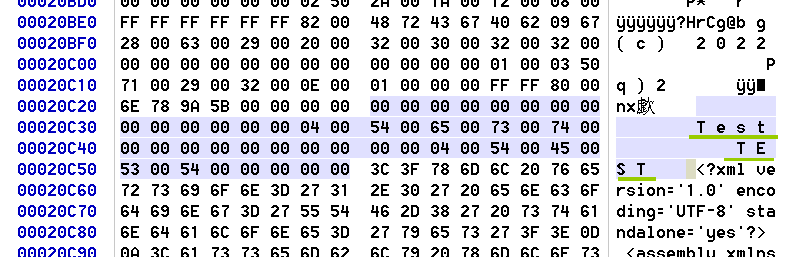 00020BE0 FF FF FF FF FF FF 82 00 48 72 43 67 40 62 09 67 ÿÿÿÿÿÿ?HrCg@b g
00020BF0 28 00 63 00 29 00 20 00 32 00 30 00 32 00 32 00 ( c ) 2 0 2 2
00020C00 00 00 00 00 00 00 00 00 00 00 00 00 01 00 03 50 P
00020C10 71 00 29 00 32 00 0E 00 01 00 00 00 FF FF 80 00 q ) 2 ÿÿ■
00020C20 6E 78 9A 5B 00 00 00 00 00 00 00 00 00 00 00 00 nx
00020C30 00 00 00 00 00 00 04 00 54 00 65 00 73 00 74 00 T e s t
00020C40 00 00 00 00 00 00 00 00 00 00 04 00 54 00 45 00 T E
00020C50 53 00 54 00 00 00 00 00 3C 3F 78 6D 6C 20 76 65 S T <?xml ve
00020C60 72 73 69 6F 6E 3D 27 31 2E 30 27 20 65 6E 63 6F rsion='1.0' enco
00020C70 64 69 6E 67 3D 27 55 54 46 2D 38 27 20 73 74 61 ding='UTF-8' sta
00020C80 6E 64 61 6C 6F 6E 65 3D 27 79 65 73 27 3F 3E 0D ndalone='yes'?>
00020C90 0A 3C 61 73 73 65 6D 62 6C 79 20 78 6D 6C 6E 73 <assembly xmlns